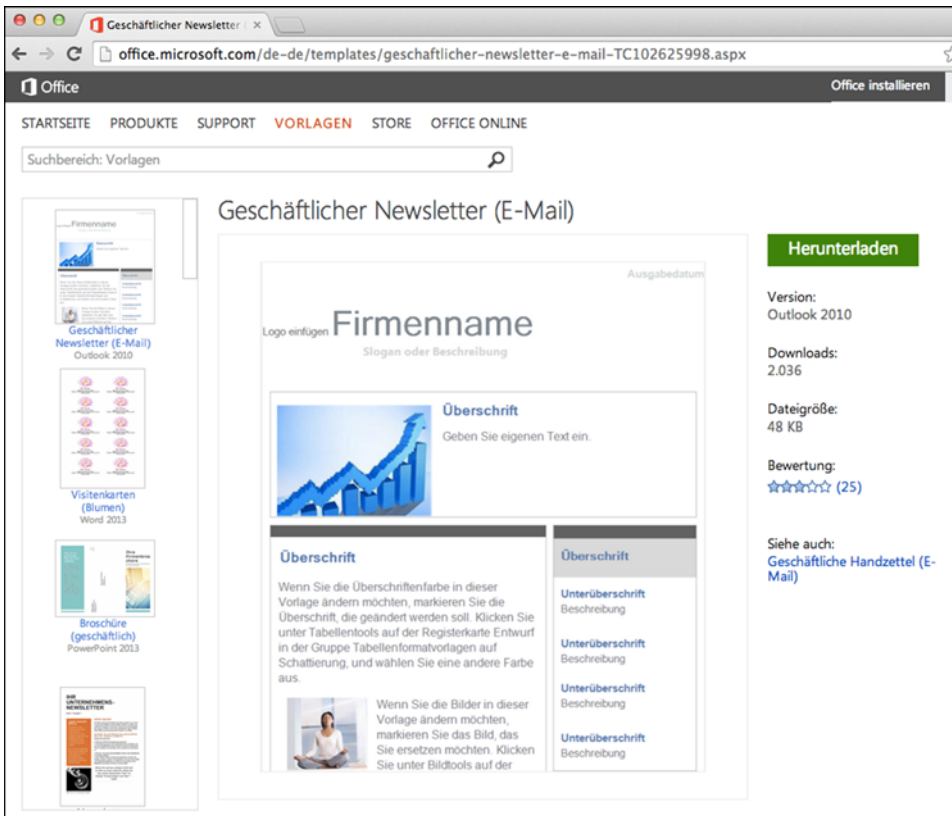 Geschäftlicher Newsletter
office.microsoft.com/de-de/templates/geschaftlicher-newsletter-e-mail-TC102625998.aspx
Office
Office installieren
STARTSEITE PRODUKTE SUPPORT VORLAGEN STORE OFFICE ONLINE
Suchbereich: Vorlagen
Firmenname
Überschrift
Geschäftlicher
Newsletter (E-Mail)
Outlook 2010
Visitenkarten
(Blumen)
Word 2013
Broschüre
(geschäftlich)
PowerPoint 2013
IHR
UNTERNEHMENS-
NEWSLETTER
Geschäftlicher Newsletter (E-Mail)
Ausgabedatum
Logo einfügen Firmenname
Slogan oder Beschreibung
Überschrift
Geben Sie eigenen Text ein.
Überschrift
Wenn Sie die Überschriftenfarbe in dieser
Vorlage ändern möchten, markieren Sie die
Überschrift, die geändert werden soll. Klicken Sie
unter Tabellentools auf der Registerkarte Entwurf
in der Gruppe Tabellenformatvorlagen auf
Schattierung, und wählen Sie eine andere Farbe
aus.
Wenn Sie die Bilder in dieser
Vorlage ändern möchten,
markieren Sie das Bild, das
Sie ersetzen möchten. Klicken
Sie unter Bildtools auf der
Überschrift
Unterüberschrift
Beschreibung
Unterüberschrift
Beschreibung
Unterüberschrift
Beschreibung
Unterüberschrift
Beschreibung
Herunterladen
Version:
Outlook 2010
Downloads:
2.036
Dateigröße:
48 KB
Bewertung:
(25)
Siehe auch:
Geschäftliche Handzettel (E-
Mail)